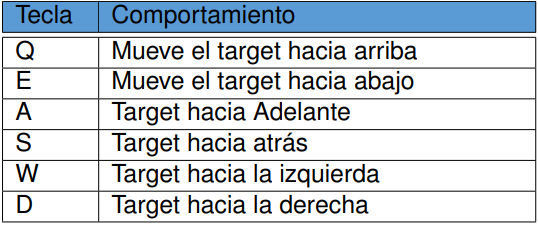 Tecla Comportamiento
Q Mueve el target hacia arriba
E Mueve el target hacia abajo
A Target hacia Adelante
S Target hacia atrás
W Target hacia la izquierda
D Target hacia la derecha